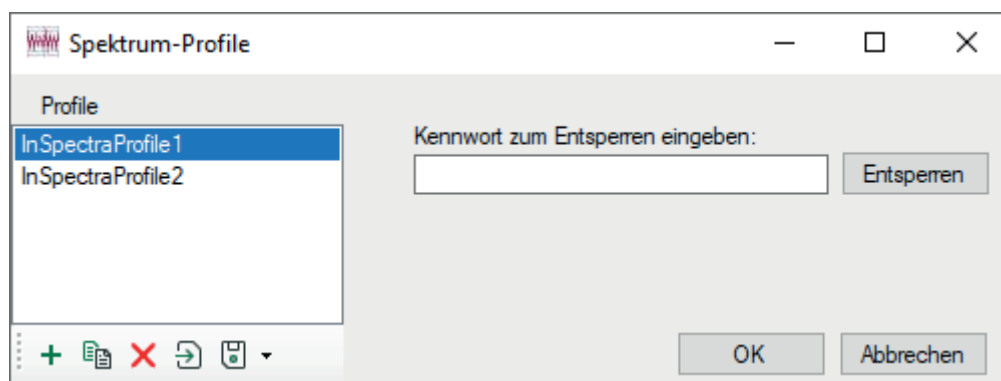 Spektrum-Profile
Profile
InSpectraProfile1
InSpectraProfile2
Kennwort zum Entsperren eingeben:
Entsperren
OK
Abbrechen